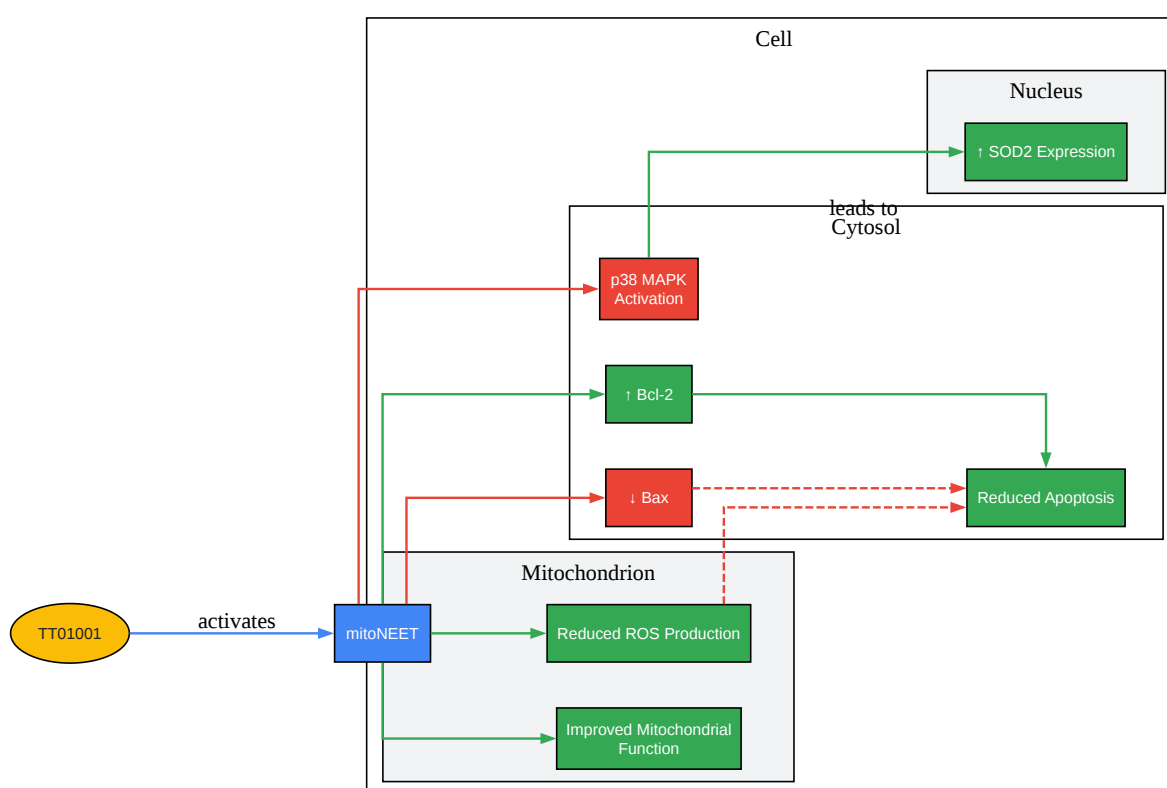 Cell
Nucleus
↑ SOD2 Expression
leads to
Cytosol
p38 MAPK
Activation
↑ Bcl-2
↓ Bax
Reduced Apoptosis
Mitochondrion
TT01001
activates
mitoNEET
Reduced ROS Production
Improved Mitochondrial
Function